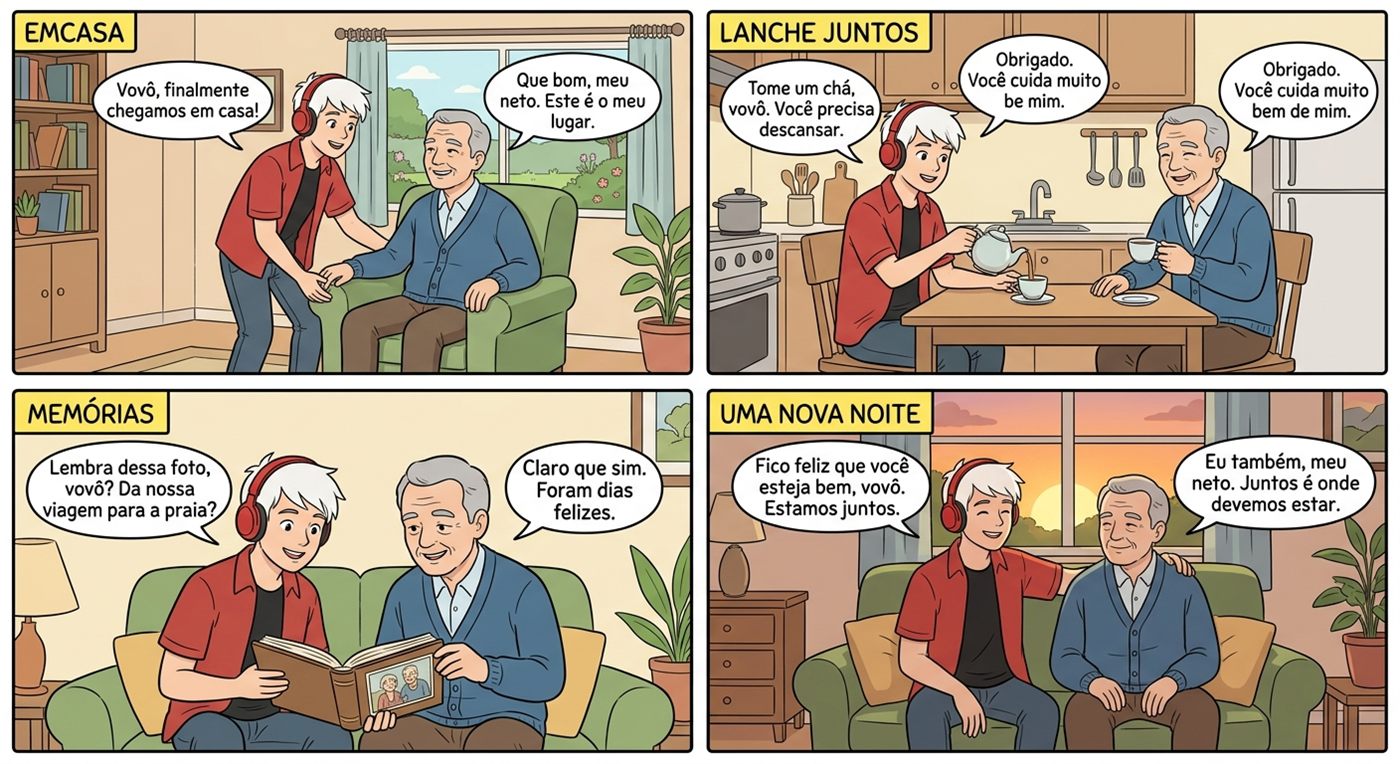 EMCASA
Vovô, finalmente
chegamos em casa!
Que bom, meu
neto. Este é o meu
lugar.
LANCHE JUNTOS
Tome um chá,
vovô. Você precisa
descansar.
Obrigado.
Você cuida muito
be mim.
Obrigado.
Você cuida muito
bem de mim.
MEMÓRIAS
Lembra dessa foto,
vovô? Da nossa
viagem para a praia?
Claro que sim.
Foram dias
felizes.
UMA NOVA NOITE
Fico feliz que você
esteja bem, vovô.
Estamos juntos.
Eu também, meu
neto. Juntos é onde
devemos estar.